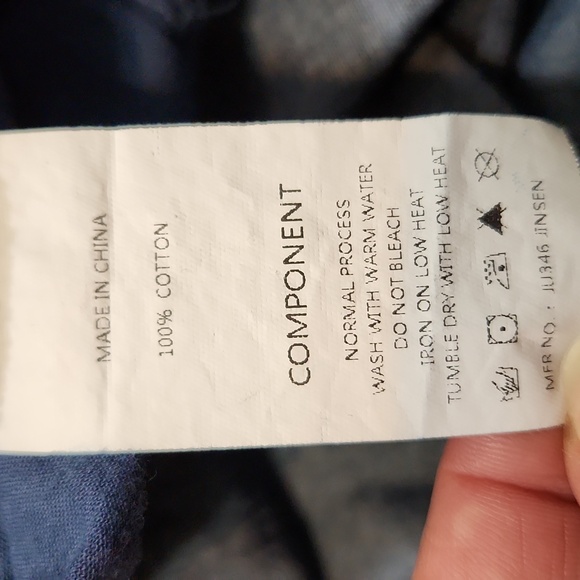 MADE IN CHINA
100% COTTON
COMPONENT
NORMAL PROCESS
WASH WITH WARM WATER
DO NOT BLEACH
IRON ON LOW HEAT
TUMBLE DRY WITH LOW HEAT
MFR NO. : JU346 JINSEN